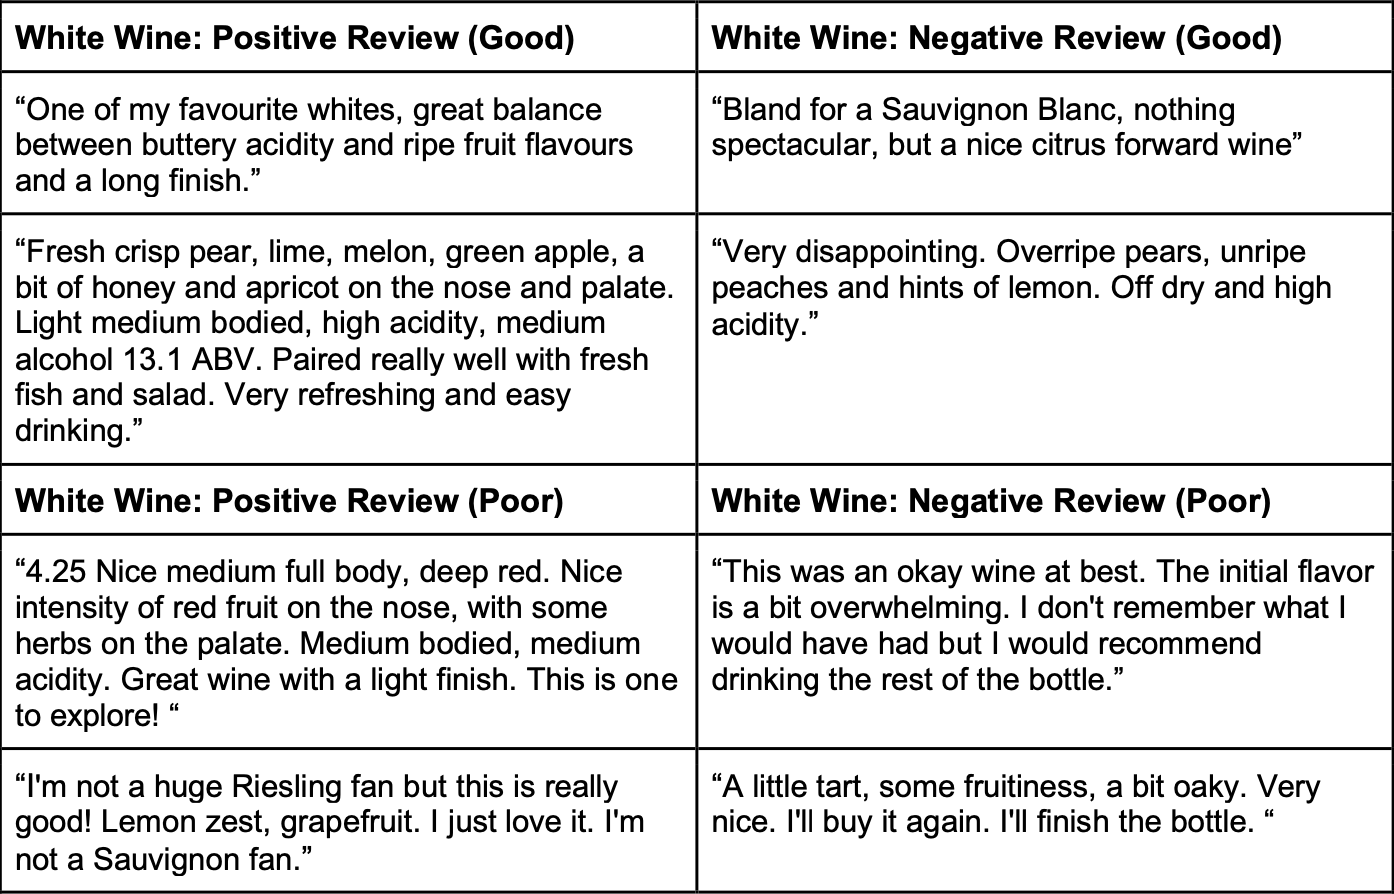 White Wine: Positive Review (Good)
White Wine: Negative Review (Good)
“One of my favourite whites, great balance
between buttery acidity and ripe fruit flavours
and a long finish.”
“Bland for a Sauvignon Blanc, nothing
spectacular, but a nice citrus forward wine”
“Fresh crisp pear, lime, melon, green apple, a
bit of honey and apricot on the nose and palate.
Light medium bodied, high acidity, medium
alcohol 13.1 ABV. Paired really well with fresh
fish and salad. Very refreshing and easy
drinking.”
“Very disappointing. Overripe pears, unripe
peaches and hints of lemon. Off dry and high
acidity.”
White Wine: Positive Review (Poor)
White Wine: Negative Review (Poor)
“4.25 Nice medium full body, deep red. Nice
intensity of red fruit on the nose, with some
herbs on the palate. Medium bodied, medium
acidity. Great wine with a light finish. This is one
to explore! “
“This was an okay wine at best. The initial flavor
is a bit overwhelming. I don't remember what I
would have had but I would recommend
drinking the rest of the bottle.”
“I'm not a huge Riesling fan but this is really
good! Lemon zest, grapefruit. I just love it. I'm
not a Sauvignon fan.”
“A little tart, some fruitiness, a bit oaky. Very
nice. I'll buy it again. I'll finish the bottle. “